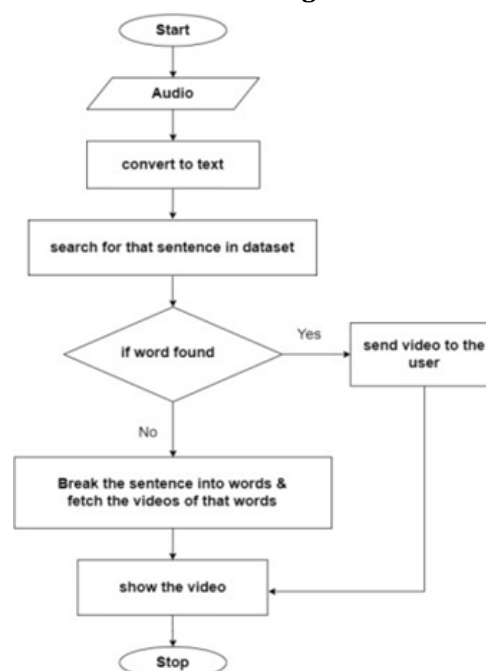 Start
Audio
convert to text
search for that sentence in dataset
if word found
Yes
send video to the
user
No
Break the sentence into words &
fetch the videos of that words
show the video
Stop